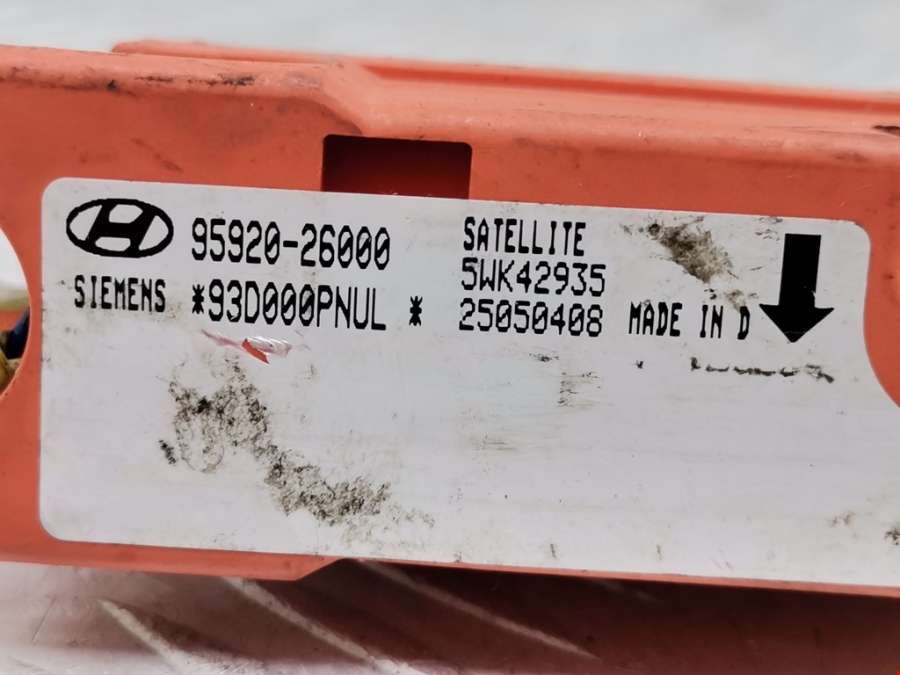 95920-26000
SATELLITE
5WK42935
SIEMENS *93D000PNUL * 25050408 MADE IN D